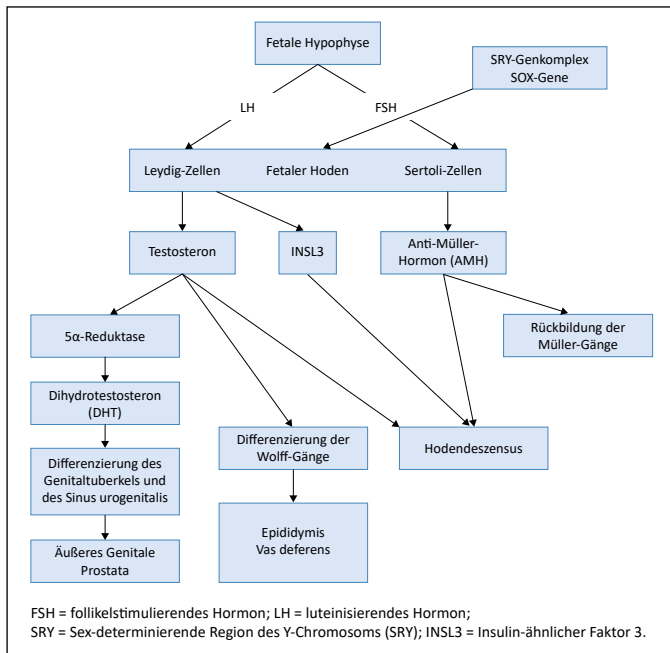 Fetale Hypophyse
SRY-Genkomplex
SOX-Gene
LH
FSH
Leydig-Zellen
Fetaler Hoden
Sertoli-Zellen
Testosteron
INSL3
Anti-Müller-
Hormon (AMH)
5α-Reduktase
Rückbildung der
Müller-Gänge
Dihydrotestosteron
(DHT)
Differenzierung der
Wolff-Gänge
Hodendeszensus
Differenzierung des
Genitaltuberkels und
des Sinus urogenitalis
Epididymis
Vas deferens
Äußeres Genitale
Prostata
FSH = follikelstimulierendes Hormon; LH = luteinisierendes Hormon;
SRY = Sex-determinierende Region des Y-Chromosoms (SRY); INSL3 = Insulin-ähnlicher Faktor 3.